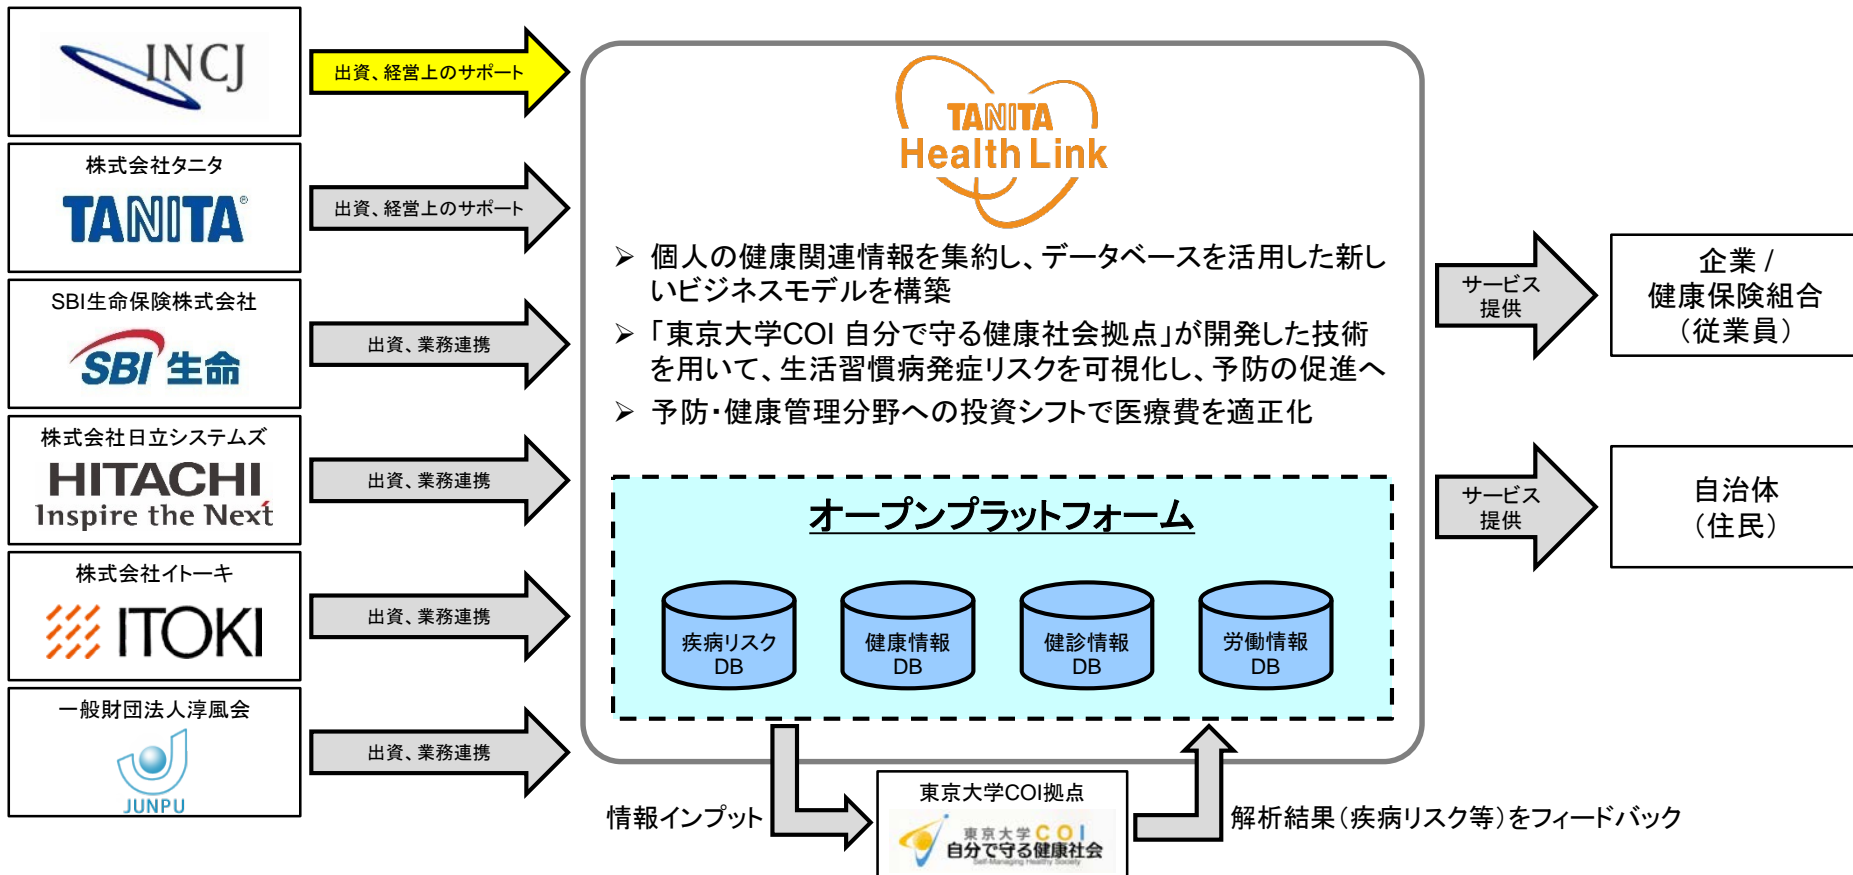 INCJ
出資、経営上のサポート
株式会社タニタ
TANITA®
出資、経営上のサポート
SBI生命保険株式会社
SBI 生命
出資、業務連携
株式会社日立システムズ
HITACHI
Inspire the Next
出資、業務連携
株式会社イトーキ
ITOKI
出資、業務連携
一般財団法人淳風会
JUNPU
出資、業務連携
TANITA
Health Link
➢ 個人の健康関連情報を集約し、データベースを活用した新し
いビジネスモデルを構築
➢ 「東京大学COI 自分で守る健康社会拠点」が開発した技術
を用いて、生活習慣病発症リスクを可視化し、予防の促進へ
➢ 予防・健康管理分野への投資シフトで医療費を適正化
オープンプラットフォーム
疾病リスク
DB
健康情報
DB
健診情報
DB
労働情報
DB
情報インプット
東京大学COI拠点
東京大学COI
自分で守る健康社会
Self-Managing Healthy Society
解析結果(疾病リスク等)をフィードバック
サービス
提供
企業 /
健康保険組合
(従業員)
サービス
提供
自治体
(住民)